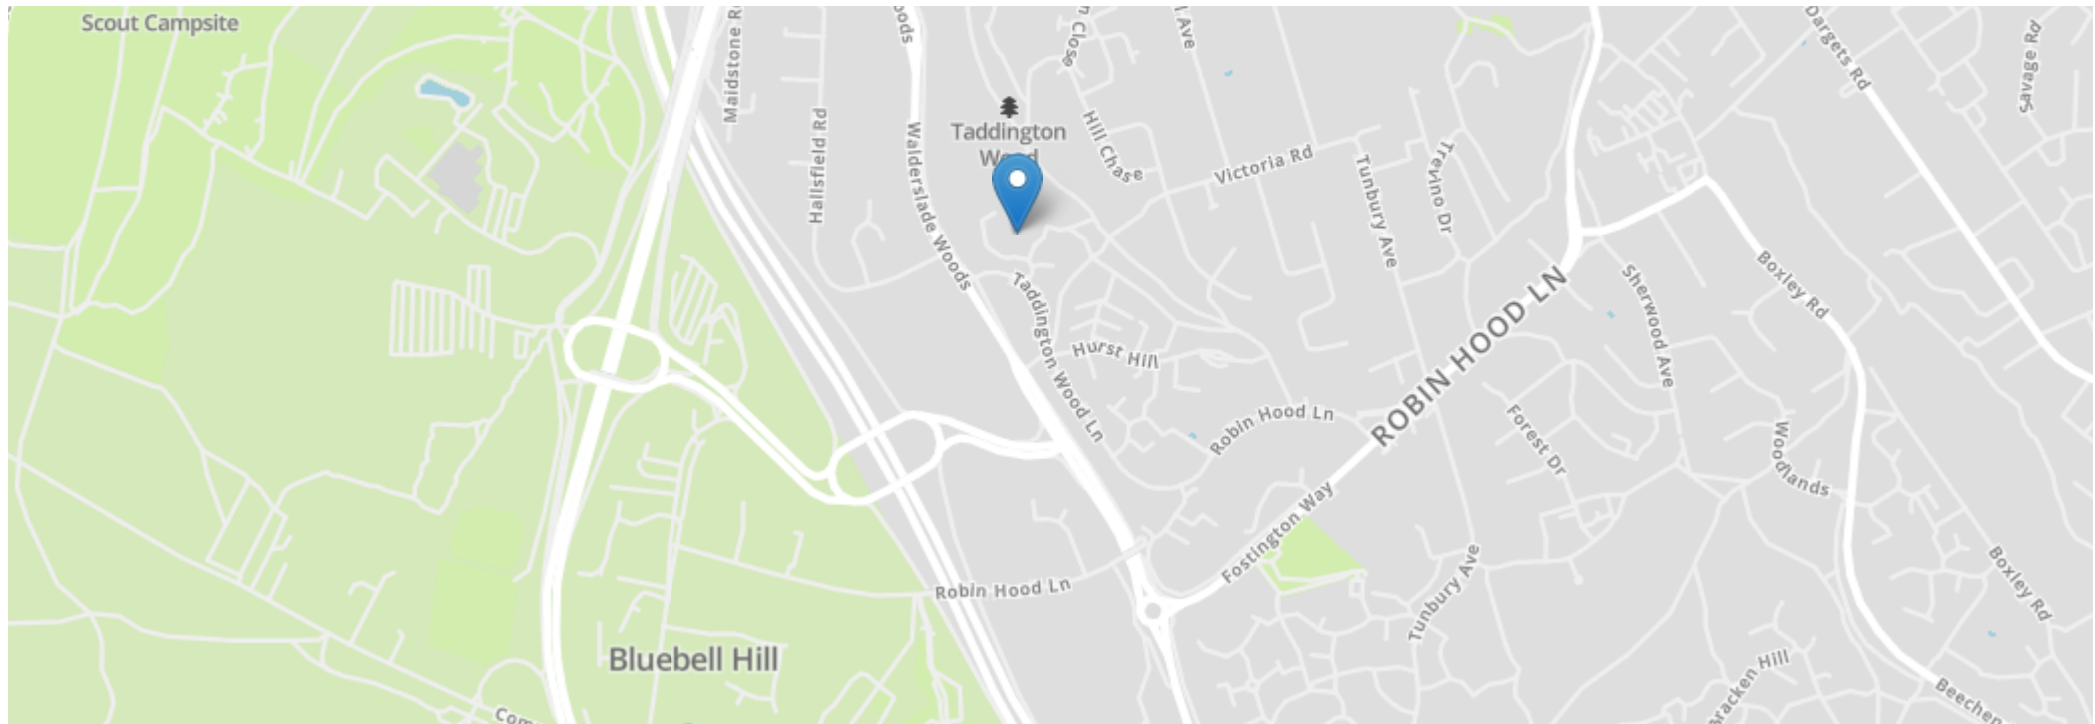 Scout Campsite
Maidstone
Hallsfield Rd
Walderslade Woods
Taddington
Close
Hill Chase
Ave
Victoria Rd
Tunbury Ave
Trevino Dr
Dargets Rd
Savage Rd
Taddington Wood Ln
Hurst Hill
Robin Hood Ln
ROBIN HOOD LN
Sherwood Ave
Boxley Rd
Forest Dr
Woodlands
Fostington Way
Robin Hood Ln
Tunbury Ave
Boxley Rd
Bluebell Hill
Hill